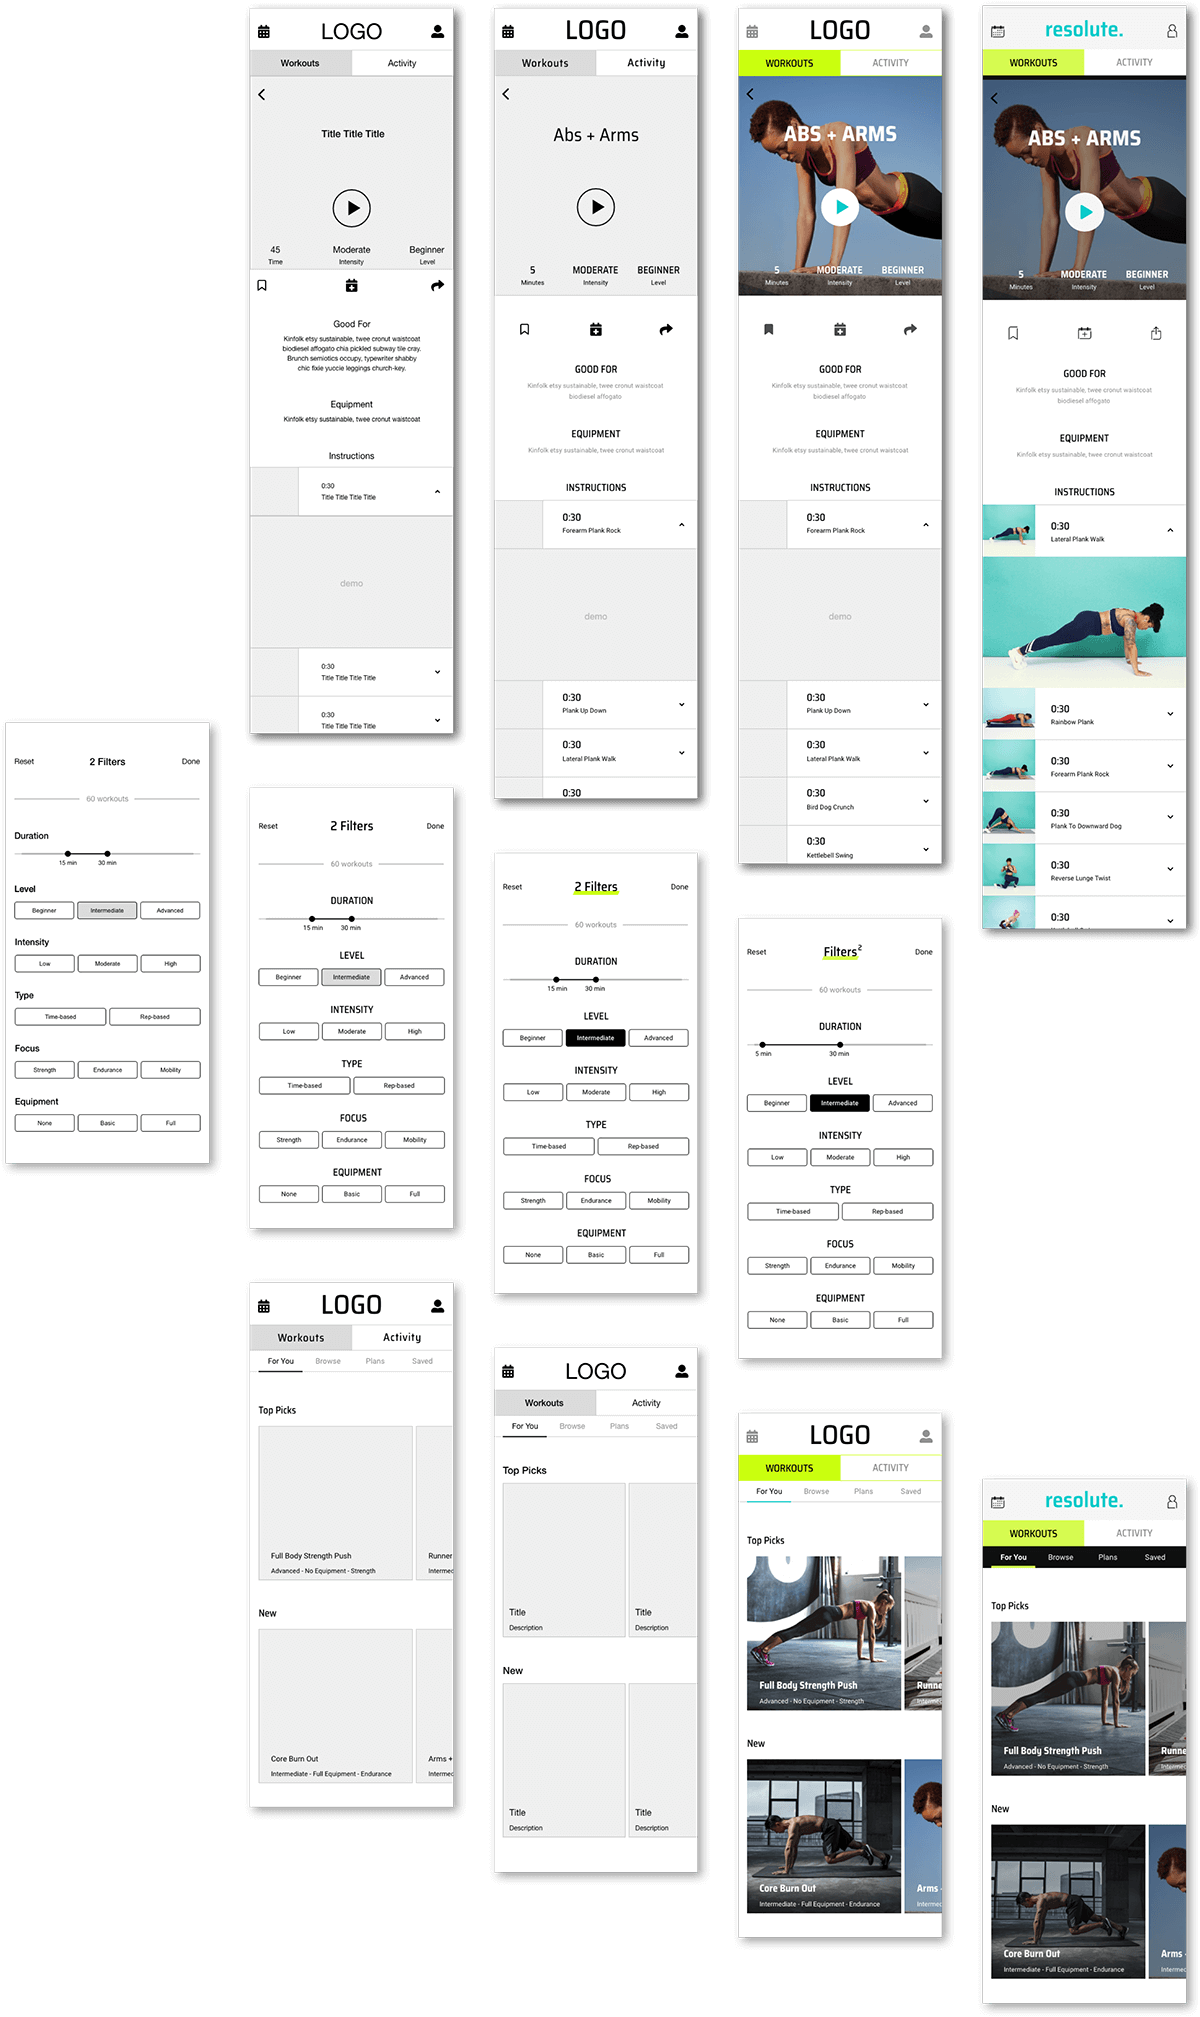 LOGO
Workouts
Activity
Title Title Title
45
Moderate
Beginner
Time
Intensity
Level
Good For
Kinfolk etsy sustainable, twee cronut waistcoat
biodiesel affogato chia pickled subway tile cray.
Brunch semiotics occupy, typewriter shabby
chic fixie yuccie leggings church-key.
Equipment
Kinfolk etsy sustainable, twee cronut waistcoat
Instructions
0:30
Title Title Title Title
demo
0:30
Title Title Title Title
0:30
Title Title Title Title
LOGO
Workouts
Activity
Abs + Arms
5
MODERATE
BEGINNER
Minutes
Intensity
Level
GOOD FOR
Kinfolk etsy sustainable, twee cronut waistcoat
biodiesel affogato
EQUIPMENT
Kinfolk etsy sustainable, twee cronut waistcoat
INSTRUCTIONS
0:30
Forearm Plank Rock
demo
0:30
Plank Up Down
0:30
Lateral Plank Walk
0:30
LOGO
WORKOUTS
ACTIVITY
ABS + ARMS
5
MODERATE
BEGINNER
Minutes
Intensity
Level
GOOD FOR
Kinfolk etsy sustainable, twee cronut waistcoat
biodiesel affogato
EQUIPMENT
Kinfolk etsy sustainable, twee cronut waistcoat
INSTRUCTIONS
0:30
Forearm Plank Rock
demo
0:30
Plank Up Down
0:30
Lateral Plank Walk
0:30
Bird Dog Crunch
0:30
Kettlebell Swing
resolute.
WORKOUTS
ACTIVITY
ABS + ARMS
5
MODERATE
BEGINNER
Minutes
Intensity
Level
GOOD FOR
Kinfolk etsy sustainable, twee cronut waistcoat
biodiesel affogato
EQUIPMENT
Kinfolk etsy sustainable, twee cronut waistcoat
INSTRUCTIONS
0:30
Lateral Plank Walk
0:30
Rainbow Plank
0:30
Forearm Plank Rock
0:30
Plank To Downward Dog
0:30
Reverse Lunge Twist
0:30
Reset
2 Filters
Done
60 workouts
Duration
15 min
30 min
Level
Beginner
Intermediate
Advanced
Intensity
Low
Moderate
High
Type
Time-based
Rep-based
Focus
Strength
Endurance
Mobility
Equipment
None
Basic
Full
Reset
2 Filters
Done
60 workouts
DURATION
15 min
30 min
LEVEL
Beginner
Intermediate
Advanced
INTENSITY
Low
Moderate
High
TYPE
Time-based
Rep-based
FOCUS
Strength
Endurance
Mobility
EQUIPMENT
None
Basic
Full
Reset
2 Filters
Done
60 workouts
DURATION
15 min
30 min
LEVEL
Beginner
Intermediate
Advanced
INTENSITY
Low
Moderate
High
TYPE
Time-based
Rep-based
FOCUS
Strength
Endurance
Mobility
EQUIPMENT
None
Basic
Full
Reset
Filters²
Done
60 workouts
DURATION
5 min
30 min
LEVEL
Beginner
Intermediate
Advanced
INTENSITY
Low
Moderate
High
TYPE
Time-based
Rep-based
FOCUS
Strength
Endurance
Mobility
EQUIPMENT
None
Basic
Full
LOGO
Workouts
Activity
For You
Browse
Plans
Saved
Top Picks
Full Body Strength Push
Runner
Advanced - No Equipment - Strength
Intermed
New
Core Burn Out
Arms +
Intermediate - Full Equipment - Endurance
Intermed
LOGO
Workouts
Activity
For You
Browse
Plans
Saved
Top Picks
Title
Title
Description
Description
New
Title
Title
Description
Description
LOGO
WORKOUTS
ACTIVITY
For You
Browse
Plans
Saved
Top Picks
Full Body Strength Push
Runne
Advanced - No Equipment - Strength
Intermed
New
Core Burn Out
Arms
Intermediate - Full Equipment - Endurance
Intermed
resolute.
WORKOUTS
ACTIVITY
For You
Browse
Plans
Saved
Top Picks
Full Body Strength Push
Runne
Advanced - No Equipment - Strength
Intermed
New
Core Burn Out
Arms
Intermediate - Full Equipment - Endurance
Intermed